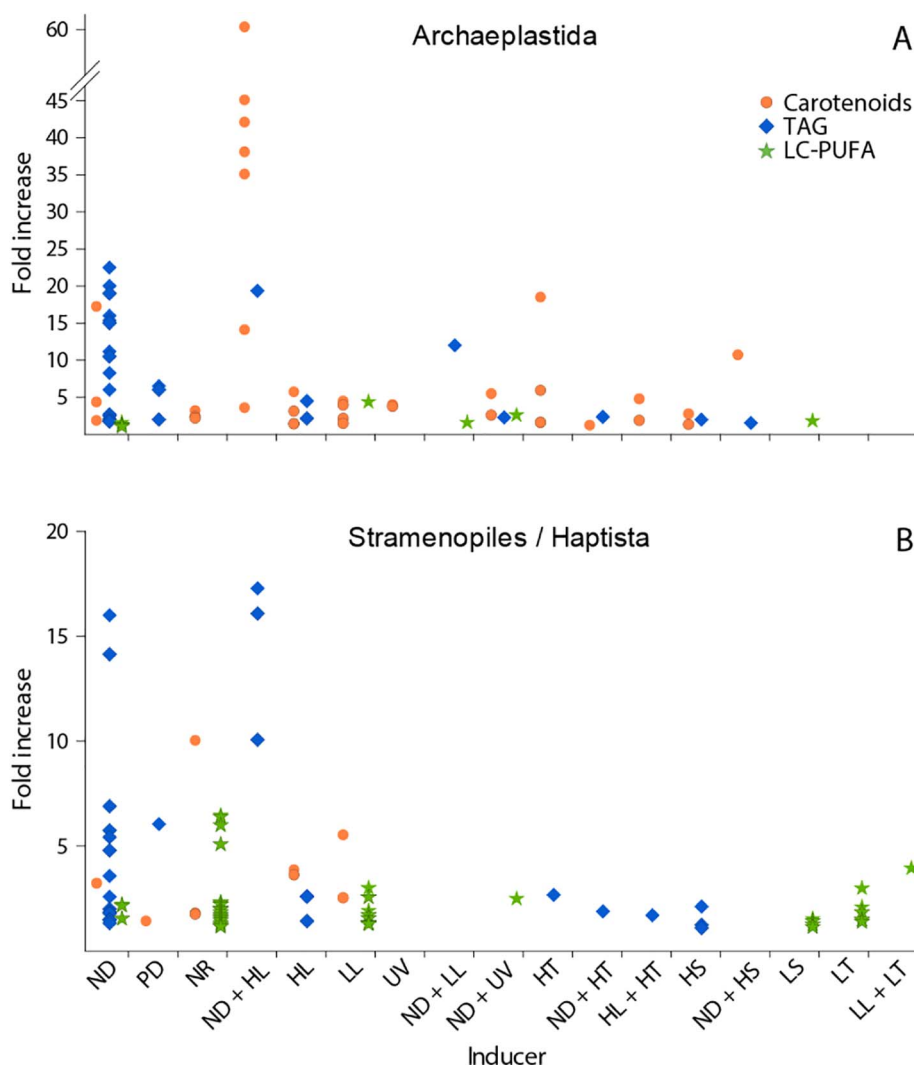 Archaeplastida
A
60
45
40
35
30
25
20
15
10
5
Fold increase
Carotenoids
TAG
LC-PUFA
Stramenopiles / Haptista
B
20
15
10
5
Fold increase
ND
PD
NR
ND + HL
HL
LL
UV
ND + LL
ND + UV
HT
ND + HT
HL + HT
HS
ND + HS
LS
LT
LL + LT
Inducer